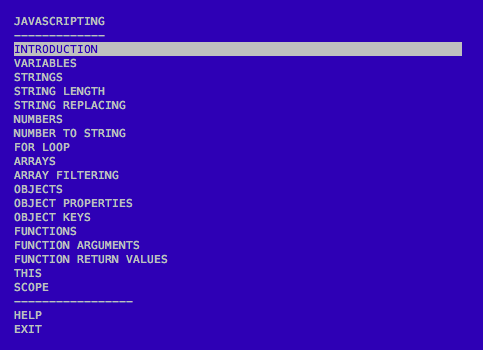 JAVASCRIPTING
─────────────
INTRODUCTION
VARIABLES
STRINGS
STRING LENGTH
STRING REPLACING
NUMBERS
NUMBER TO STRING
FOR LOOP
ARRAYS
ARRAY FILTERING
OBJECTS
OBJECT PROPERTIES
OBJECT KEYS
FUNCTIONS
FUNCTION ARGUMENTS
FUNCTION RETURN VALUES
THIS
SCOPE
─────────────────
HELP
EXIT